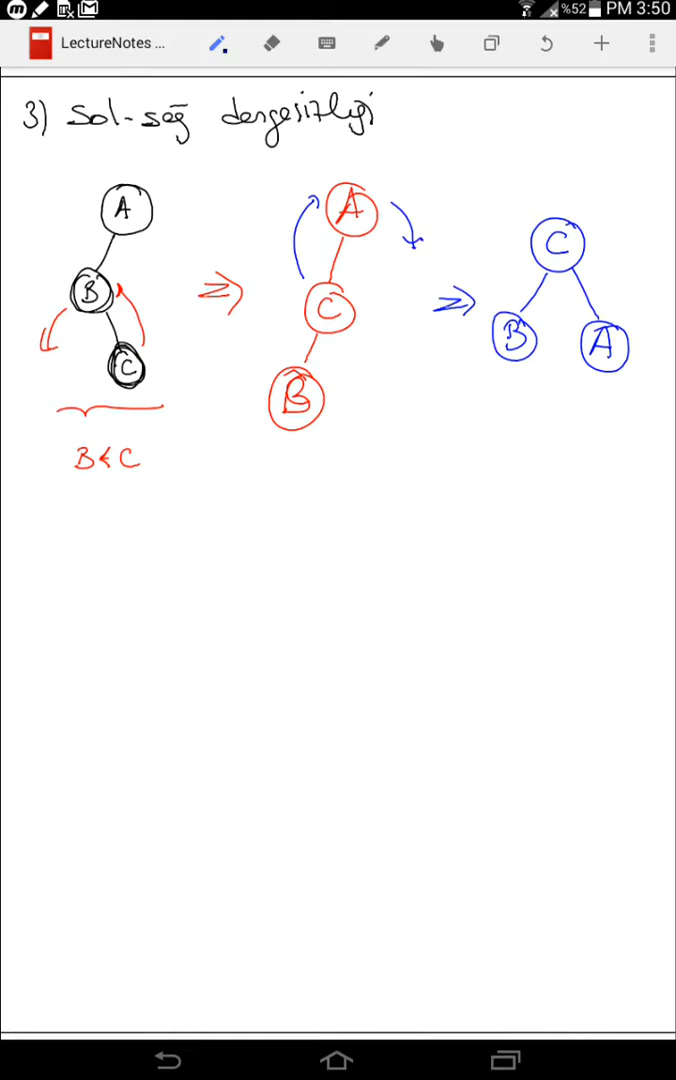 %52 PM 3:50
LectureNotes ...
3) Sol-sağ dengesizliği
A
B
C
B < C
A
C
B
C
B
A